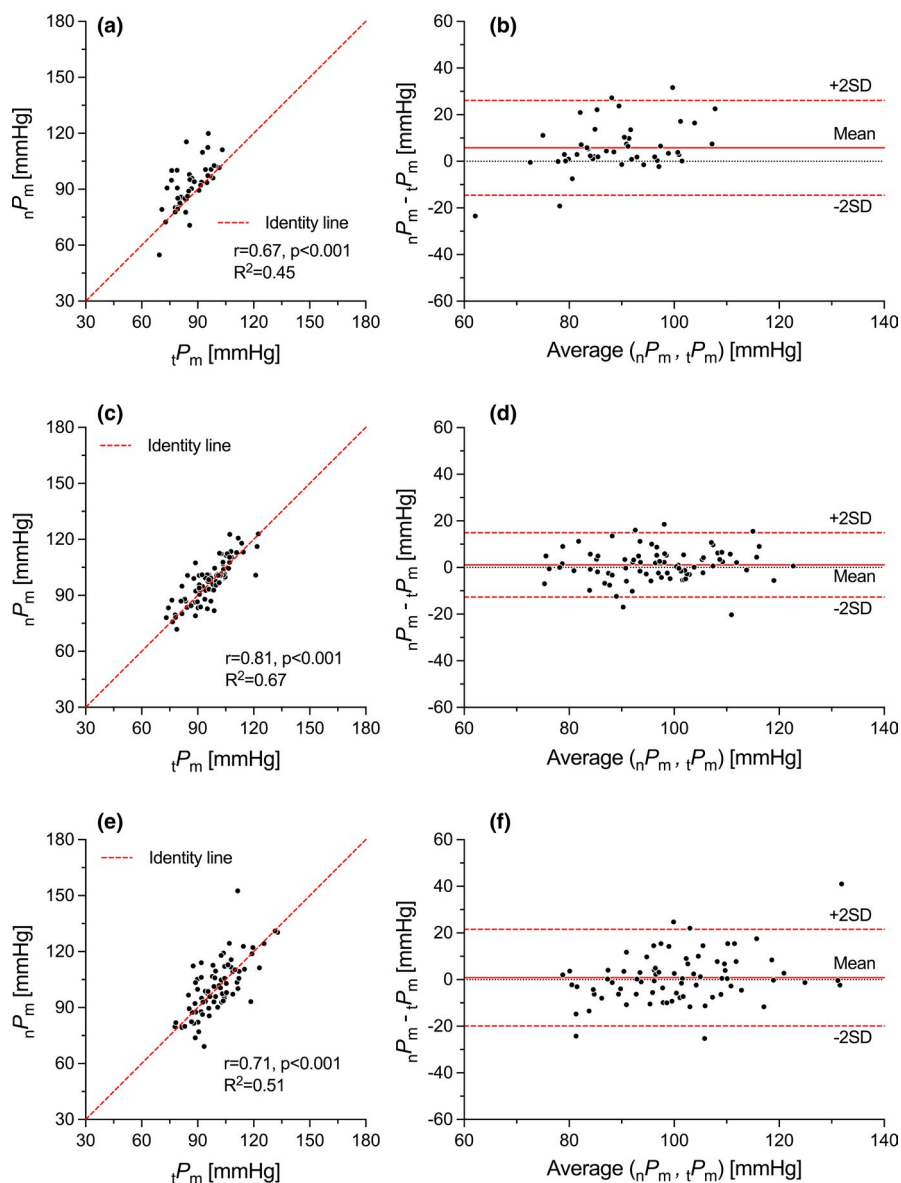 (a)
180
150
120
90
60
30
nPm [mmHg]
Identity line
r=0.67, p<0.001
R²=0.45
30 60 90 120 150 180
tPm [mmHg]
(b)
60
40
20
0
-20
-40
-60
nPm - tPm [mmHg]
+2SD
Mean
-2SD
60 80 100 120 140
Average (nPm , tPm) [mmHg]
(c)
180
150
120
90
60
30
nPm [mmHg]
Identity line
r=0.81, p<0.001
R²=0.67
30 60 90 120 150 180
tPm [mmHg]
(d)
60
40
20
0
-20
-40
-60
nPm - tPm [mmHg]
+2SD
Mean
-2SD
60 80 100 120 140
Average (nPm , tPm) [mmHg]
(e)
180
150
120
90
60
30
nPm [mmHg]
Identity line
r=0.71, p<0.001
R²=0.51
30 60 90 120 150 180
tPm [mmHg]
(f)
60
40
20
0
-20
-40
-60
nPm - tPm [mmHg]
+2SD
Mean
-2SD
60 80 100 120 140
Average (nPm , tPm) [mmHg]